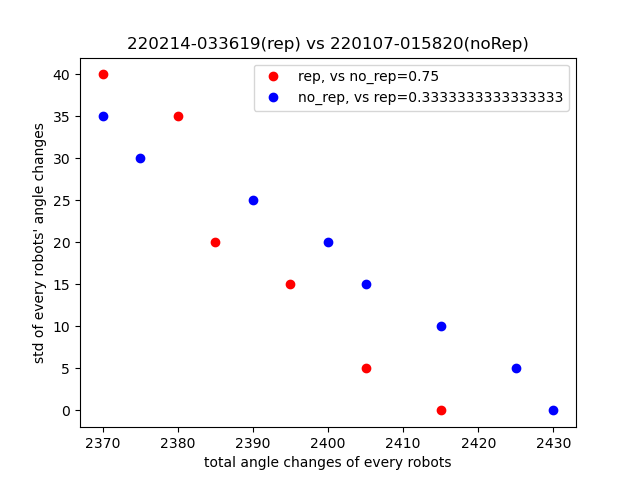 220214-033619(rep) vs 220107-015820(noRep)
rep, vs no_rep=0.75
no_rep, vs rep=0.3333333333333333
std of every robots' angle changes
40
35
30
25
20
15
10
5
0
2370 2380 2390 2400 2410 2420 2430
total angle changes of every robots